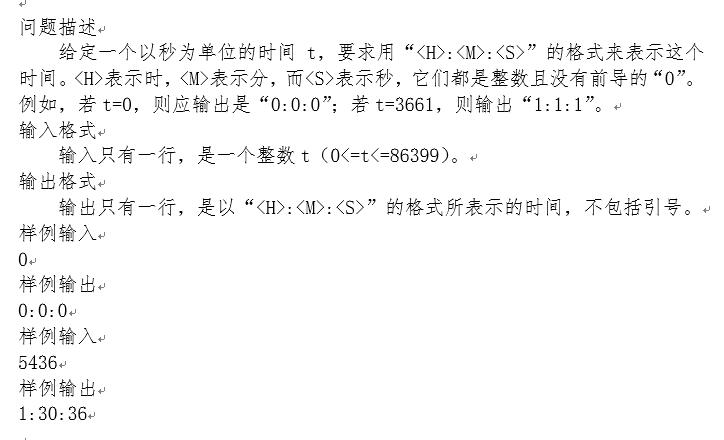 问题描述
给定一个以秒为单位的时间 t，要求用“<H>:<M>:<S>”的格式来表示这个
时间。<H>表示时，<M>表示分，而<S>表示秒，它们都是整数且没有前导的“0”。
例如，若 t=0，则应输出是“0:0:0”；若 t=3661，则输出“1:1:1”。
输入格式
输入只有一行，是一个整数 t（0<=t<=86399）。
输出格式
输出只有一行，是以“<H>:<M>:<S>”的格式所表示的时间，不包括引号。
样例输入
0
样例输出
0:0:0
样例输入
5436
样例输出
1:30:36